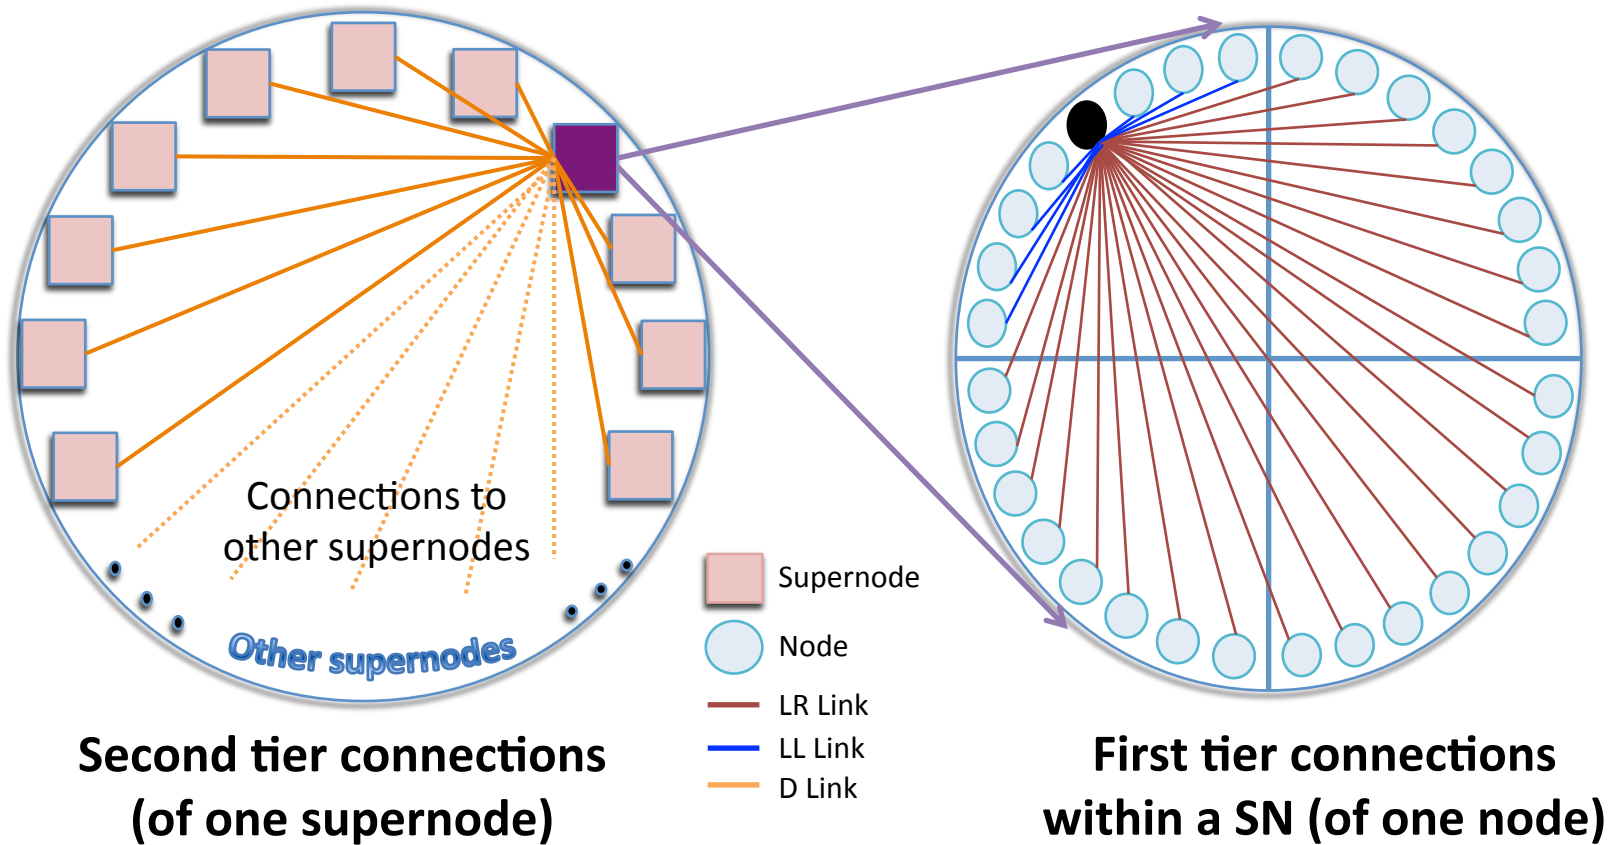 Connections to
other supernodes
Other supernodes
Supernode
Node
LR Link
LL Link
D Link
Second tier connections
(of one supernode)
First tier connections
within a SN (of one node)